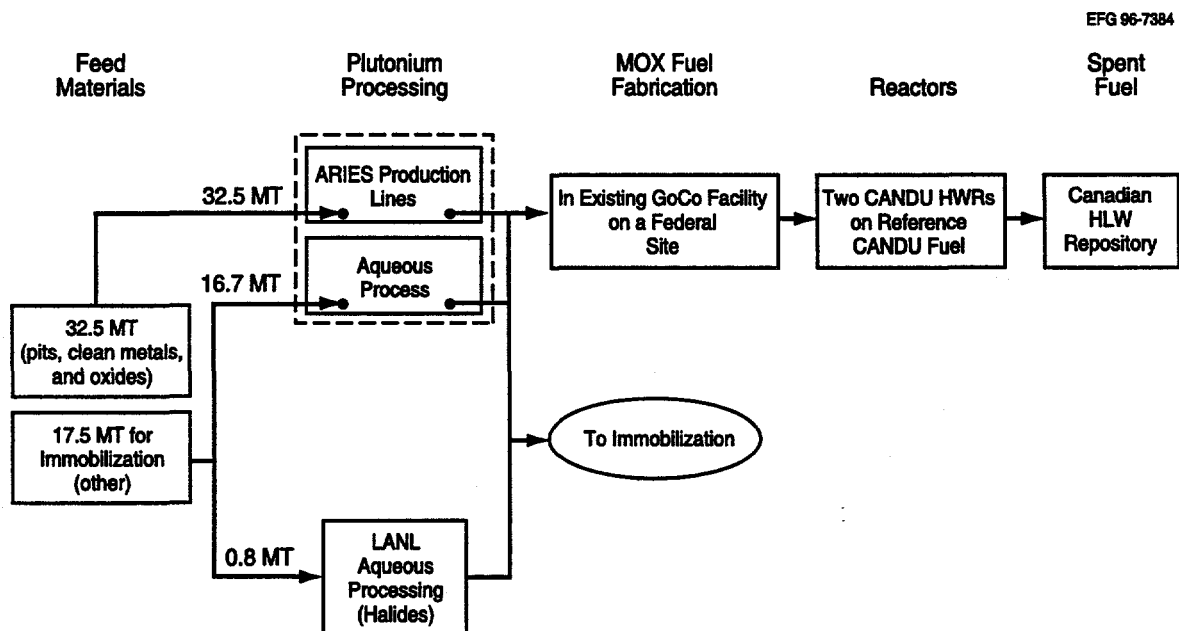 EFG 96-7384
Feed
Materials
Plutonium
Processing
MOX Fuel
Fabrication
Reactors
Spent
Fuel
32.5 MT
ARIES Production
Lines
In Existing GoCo Facility
on a Federal
Site
Two CANDU HWRs
on Reference
CANDU Fuel
Canadian
HLW
Repository
16.7 MT
Aqueous
Process
32.5 MT
(pits, clean metals,
and oxides)
17.5 MT for
Immobilization
(other)
To Immobilization
0.8 MT
LANL
Aqueous
Processing
(Halides)